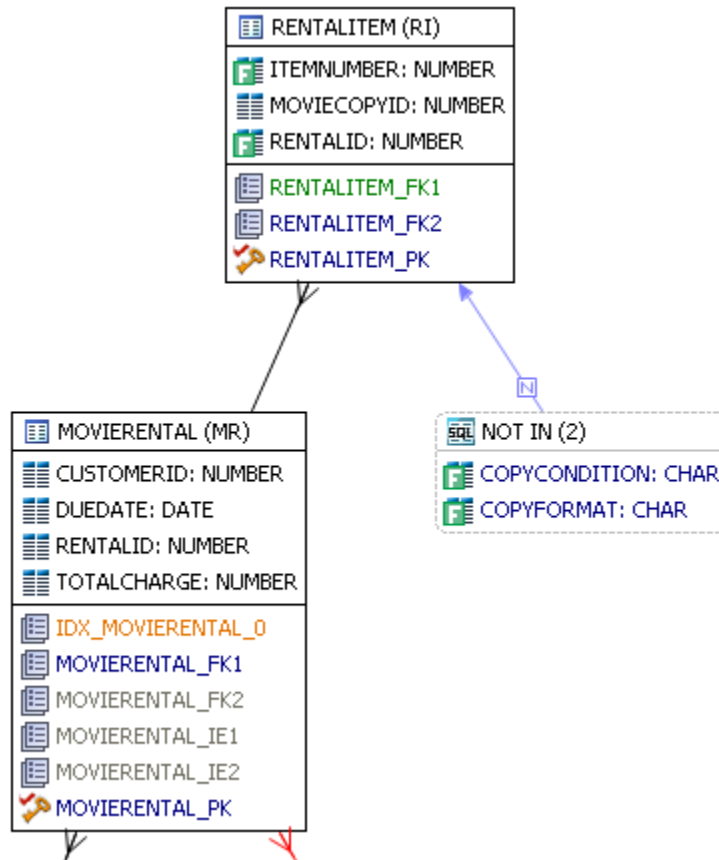 RENTALITEM (RI)
ITEMNUMBER: NUMBER
MOVIECOPYID: NUMBER
RENTALID: NUMBER
RENTALITEM_FK1
RENTALITEM_FK2
RENTALITEM_PK
N
MOVIERENTAL (MR)
CUSTOMERID: NUMBER
DUEDATE: DATE
RENTALID: NUMBER
TOTALCHARGE: NUMBER
IDX_MOVIERENTAL_0
MOVIERENTAL_FK1
MOVIERENTAL_FK2
MOVIERENTAL_IE1
MOVIERENTAL_IE2
MOVIERENTAL_PK
SQL NOT IN (2)
F COPYCONDITION: CHAR
F COPYFORMAT: CHAR